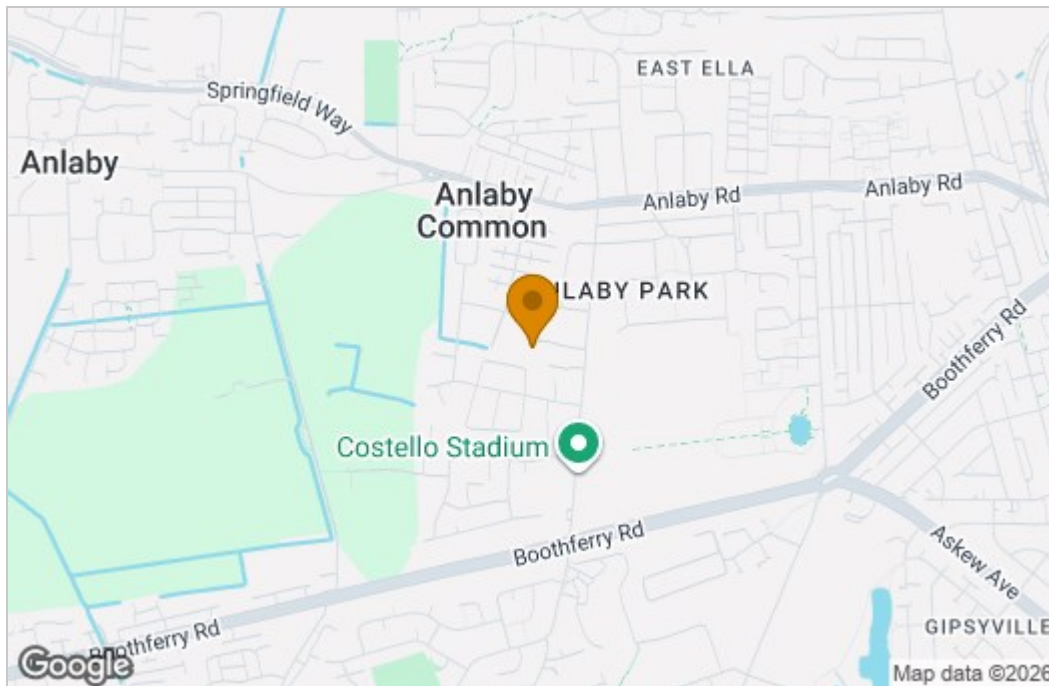 EAST ELLA
Springfield Way
Anlaby
Anlaby
Common
Anlaby Rd
Anlaby Rd
NLABY PARK
Boothferry Rd
Costello Stadium
Boothferry Rd
Askew Ave
GIPSYVILLE
Boothferry Rd
Google
Map data ©2026